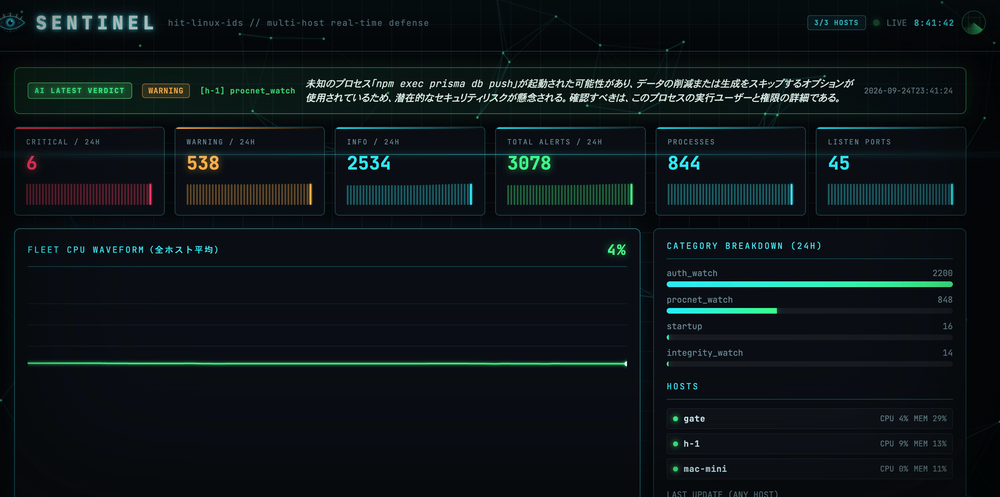 SENTINEL hit-linux-ids // multi-host real-time defense 3/3 HOSTS LIVE 8:41:42
AI LATEST VERDICT WARNING [h-1] procnet_watch
未知のプロセス「npm exec prisma db push」が起動された可能性があり、データの削減または生成をスキップするオプションが
使用されているため、潜在的なセキュリティリスクが懸念される。確認すべきは、このプロセスの実行ユーザーと権限の詳細である。
2026-09-24T23:41:24
CRITICAL / 24H
6
WARNING / 24H
538
INFO / 24H
2534
TOTAL ALERTS / 24H
3078
PROCESSES
844
LISTEN PORTS
45
FLEET CPU WAVEFORM (全ホスト平均) 4%
CATEGORY BREAKDOWN (24H)
auth_watch 2200
procnet_watch 848
startup 16
integrity_watch 14
HOSTS
gate CPU 4% MEM 29%
h-1 CPU 9% MEM 13%
mac-mini CPU 0% MEM 11%
LAST UPDATE (ANY HOST)